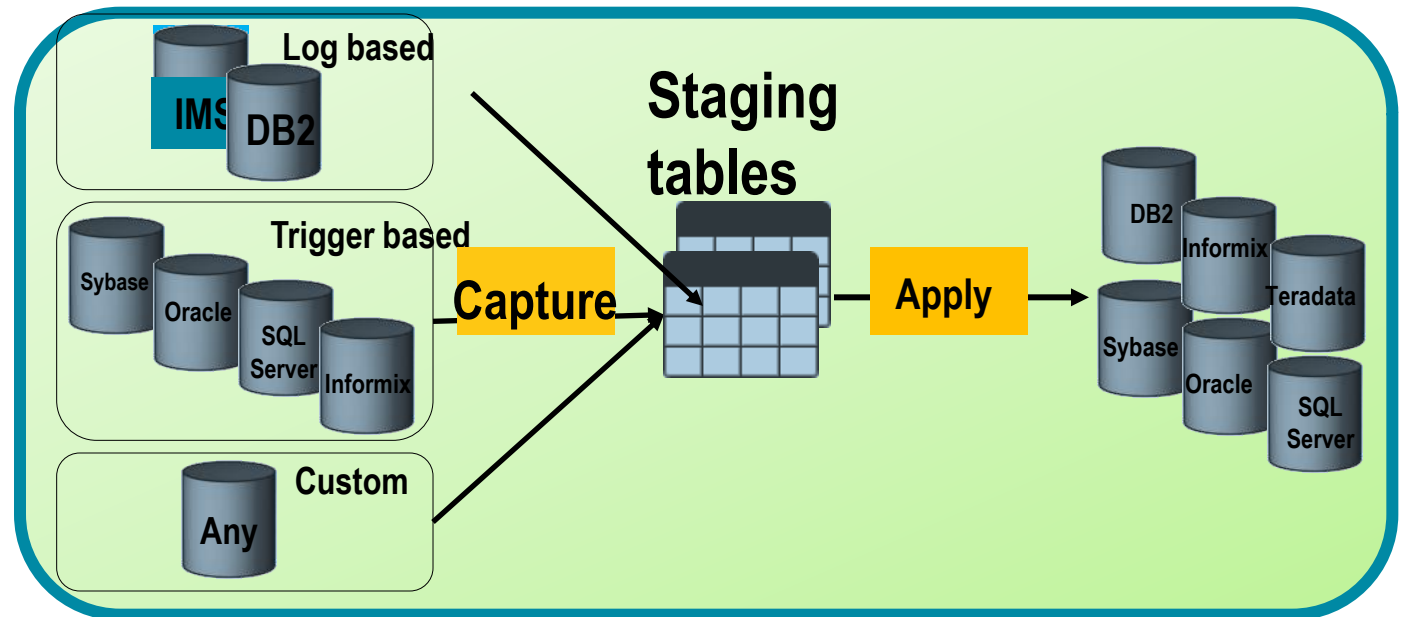 Log based
IMS
DB2
Trigger based
Sybase
Oracle
SQL
Server
Informix
Custom
Any
Capture
Staging
tables
Apply
DB2
Informix
Teradata
Sybase
Oracle
SQL
Server